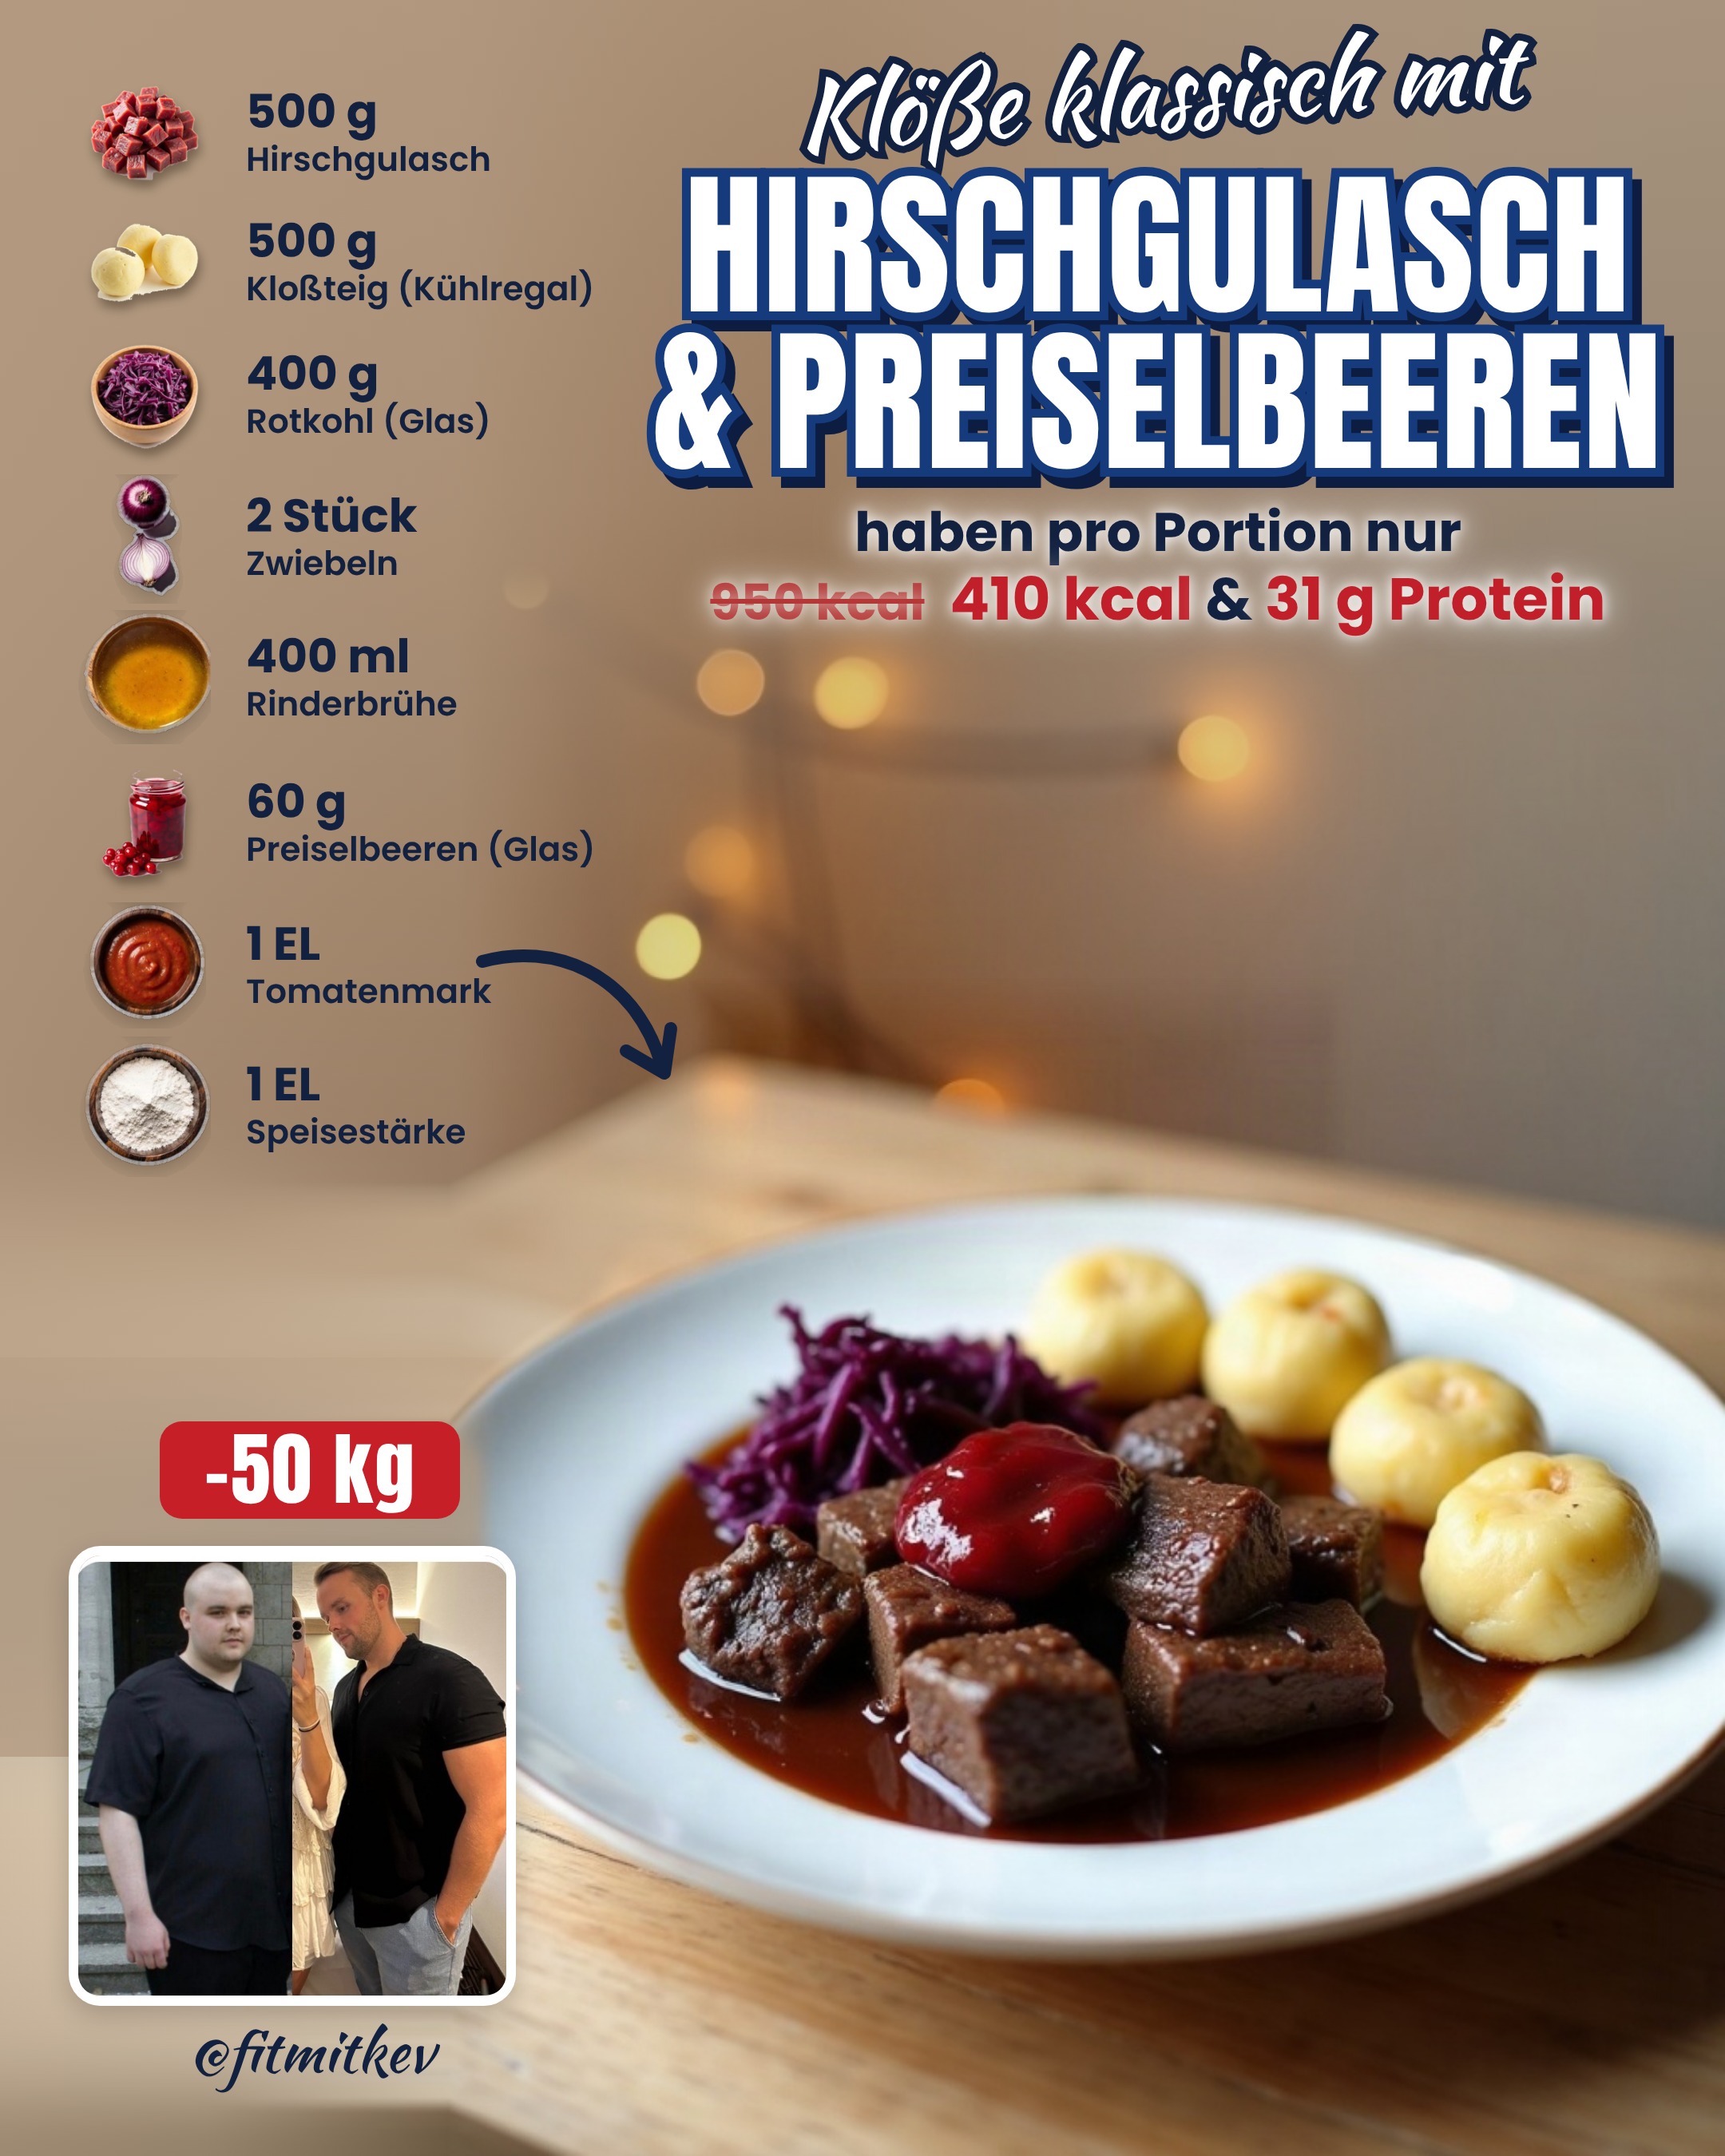 Klöße klassisch mit
HIRSCHGULASCH
& PREISELBEEREN
haben pro Portion nur
950 kcal 410 kcal & 31 g Protein
500 g
Hirschgulasch
500 g
Kloßteig (Kühlregal)
400 g
Rotkohl (Glas)
2 Stück
Zwiebeln
400 ml
Rinderbrühe
60 g
Preiselbeeren (Glas)
1 EL
Tomatenmark
1 EL
Speisestärke
-50 kg
@fitmitkev